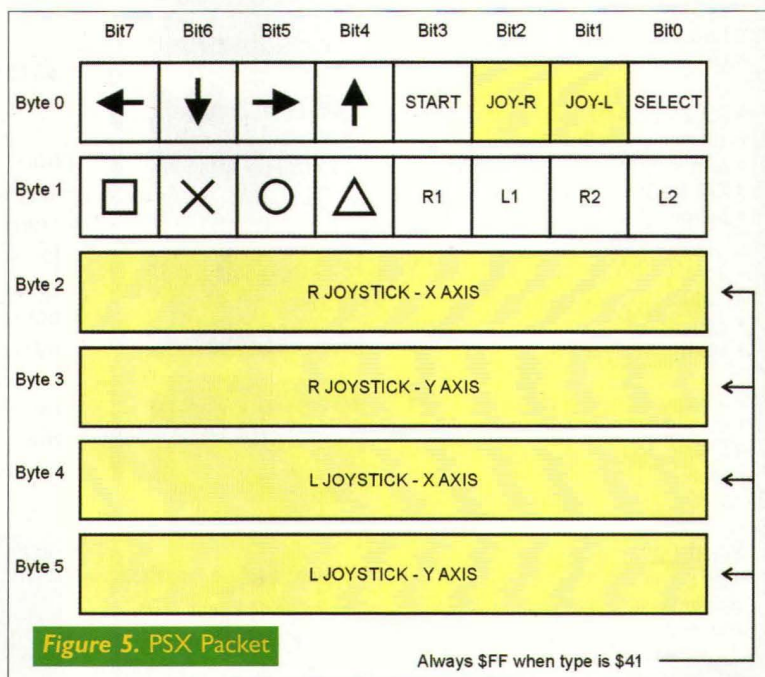 Bit7 Bit6 Bit5 Bit4 Bit3 Bit2 Bit1 Bit0
Byte 0 START JOY-R JOY-L SELECT
Byte 1 R1 L1 R2 L2
Byte 2 R JOYSTICK - X AXIS
Byte 3 R JOYSTICK - Y AXIS
Byte 4 L JOYSTICK - X AXIS
Byte 5 L JOYSTICK - Y AXIS
Figure 5. PSX Packet
Always $FF when type is $41